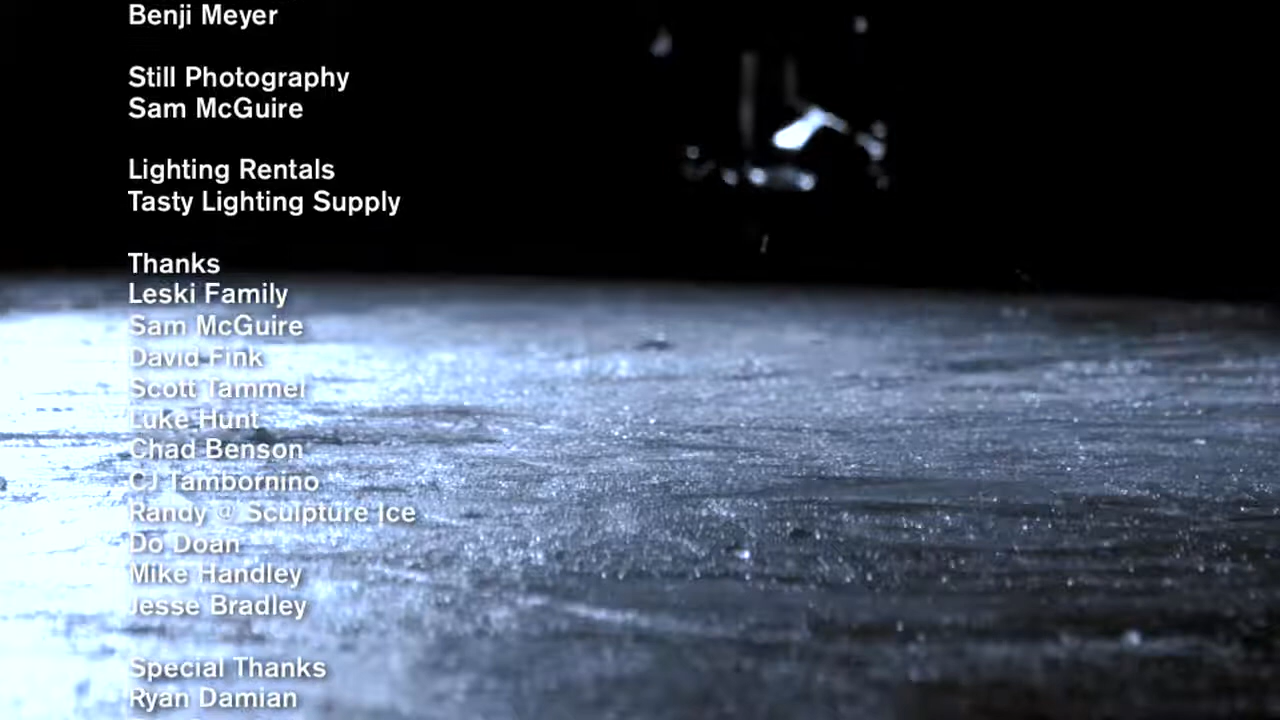 Benji Meyer
Still Photography
Sam McGuire
Lighting Rentals
Tasty Lighting Supply
Thanks
Leski Family
Sam McGuire
David Fink
Scott Tammel
Luke Hunt
Chad Benson
CJ Tambornino
Randy @ Sculpture Ice
Do Doan
Mike Handley
Jesse Bradley
Special Thanks
Ryan Damian